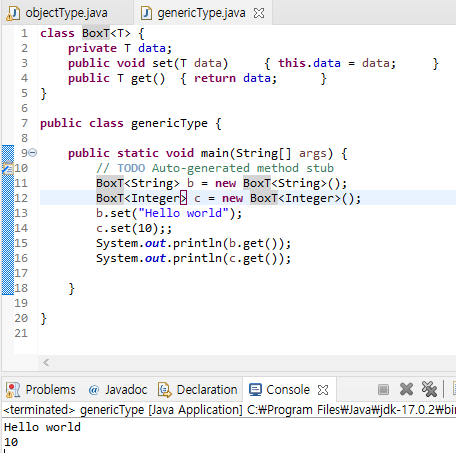 objectType.java genericType.java
1 class BoxT<T> {
2 private T data;
3 public void set(T data) { this.data = data; }
4 public T get() { return data; }
5 }
6
7 public class genericType {
8
9 public static void main(String[] args) {
10 // TODO Auto-generated method stub
11 BoxT<String> b = new BoxT<String>();
12 BoxT<Integer> c = new BoxT<Integer>();
13 b.set("Hello world");
14 c.set(10);;
15 System.out.println(b.get());
16 System.out.println(c.get());
17
18 }
19
20 }
21
Problems @ Javadoc Declaration Console
<terminated> genericType [Java Application] C:₩Program Files₩Java₩jdk-17.0.2₩bin
Hello world
10